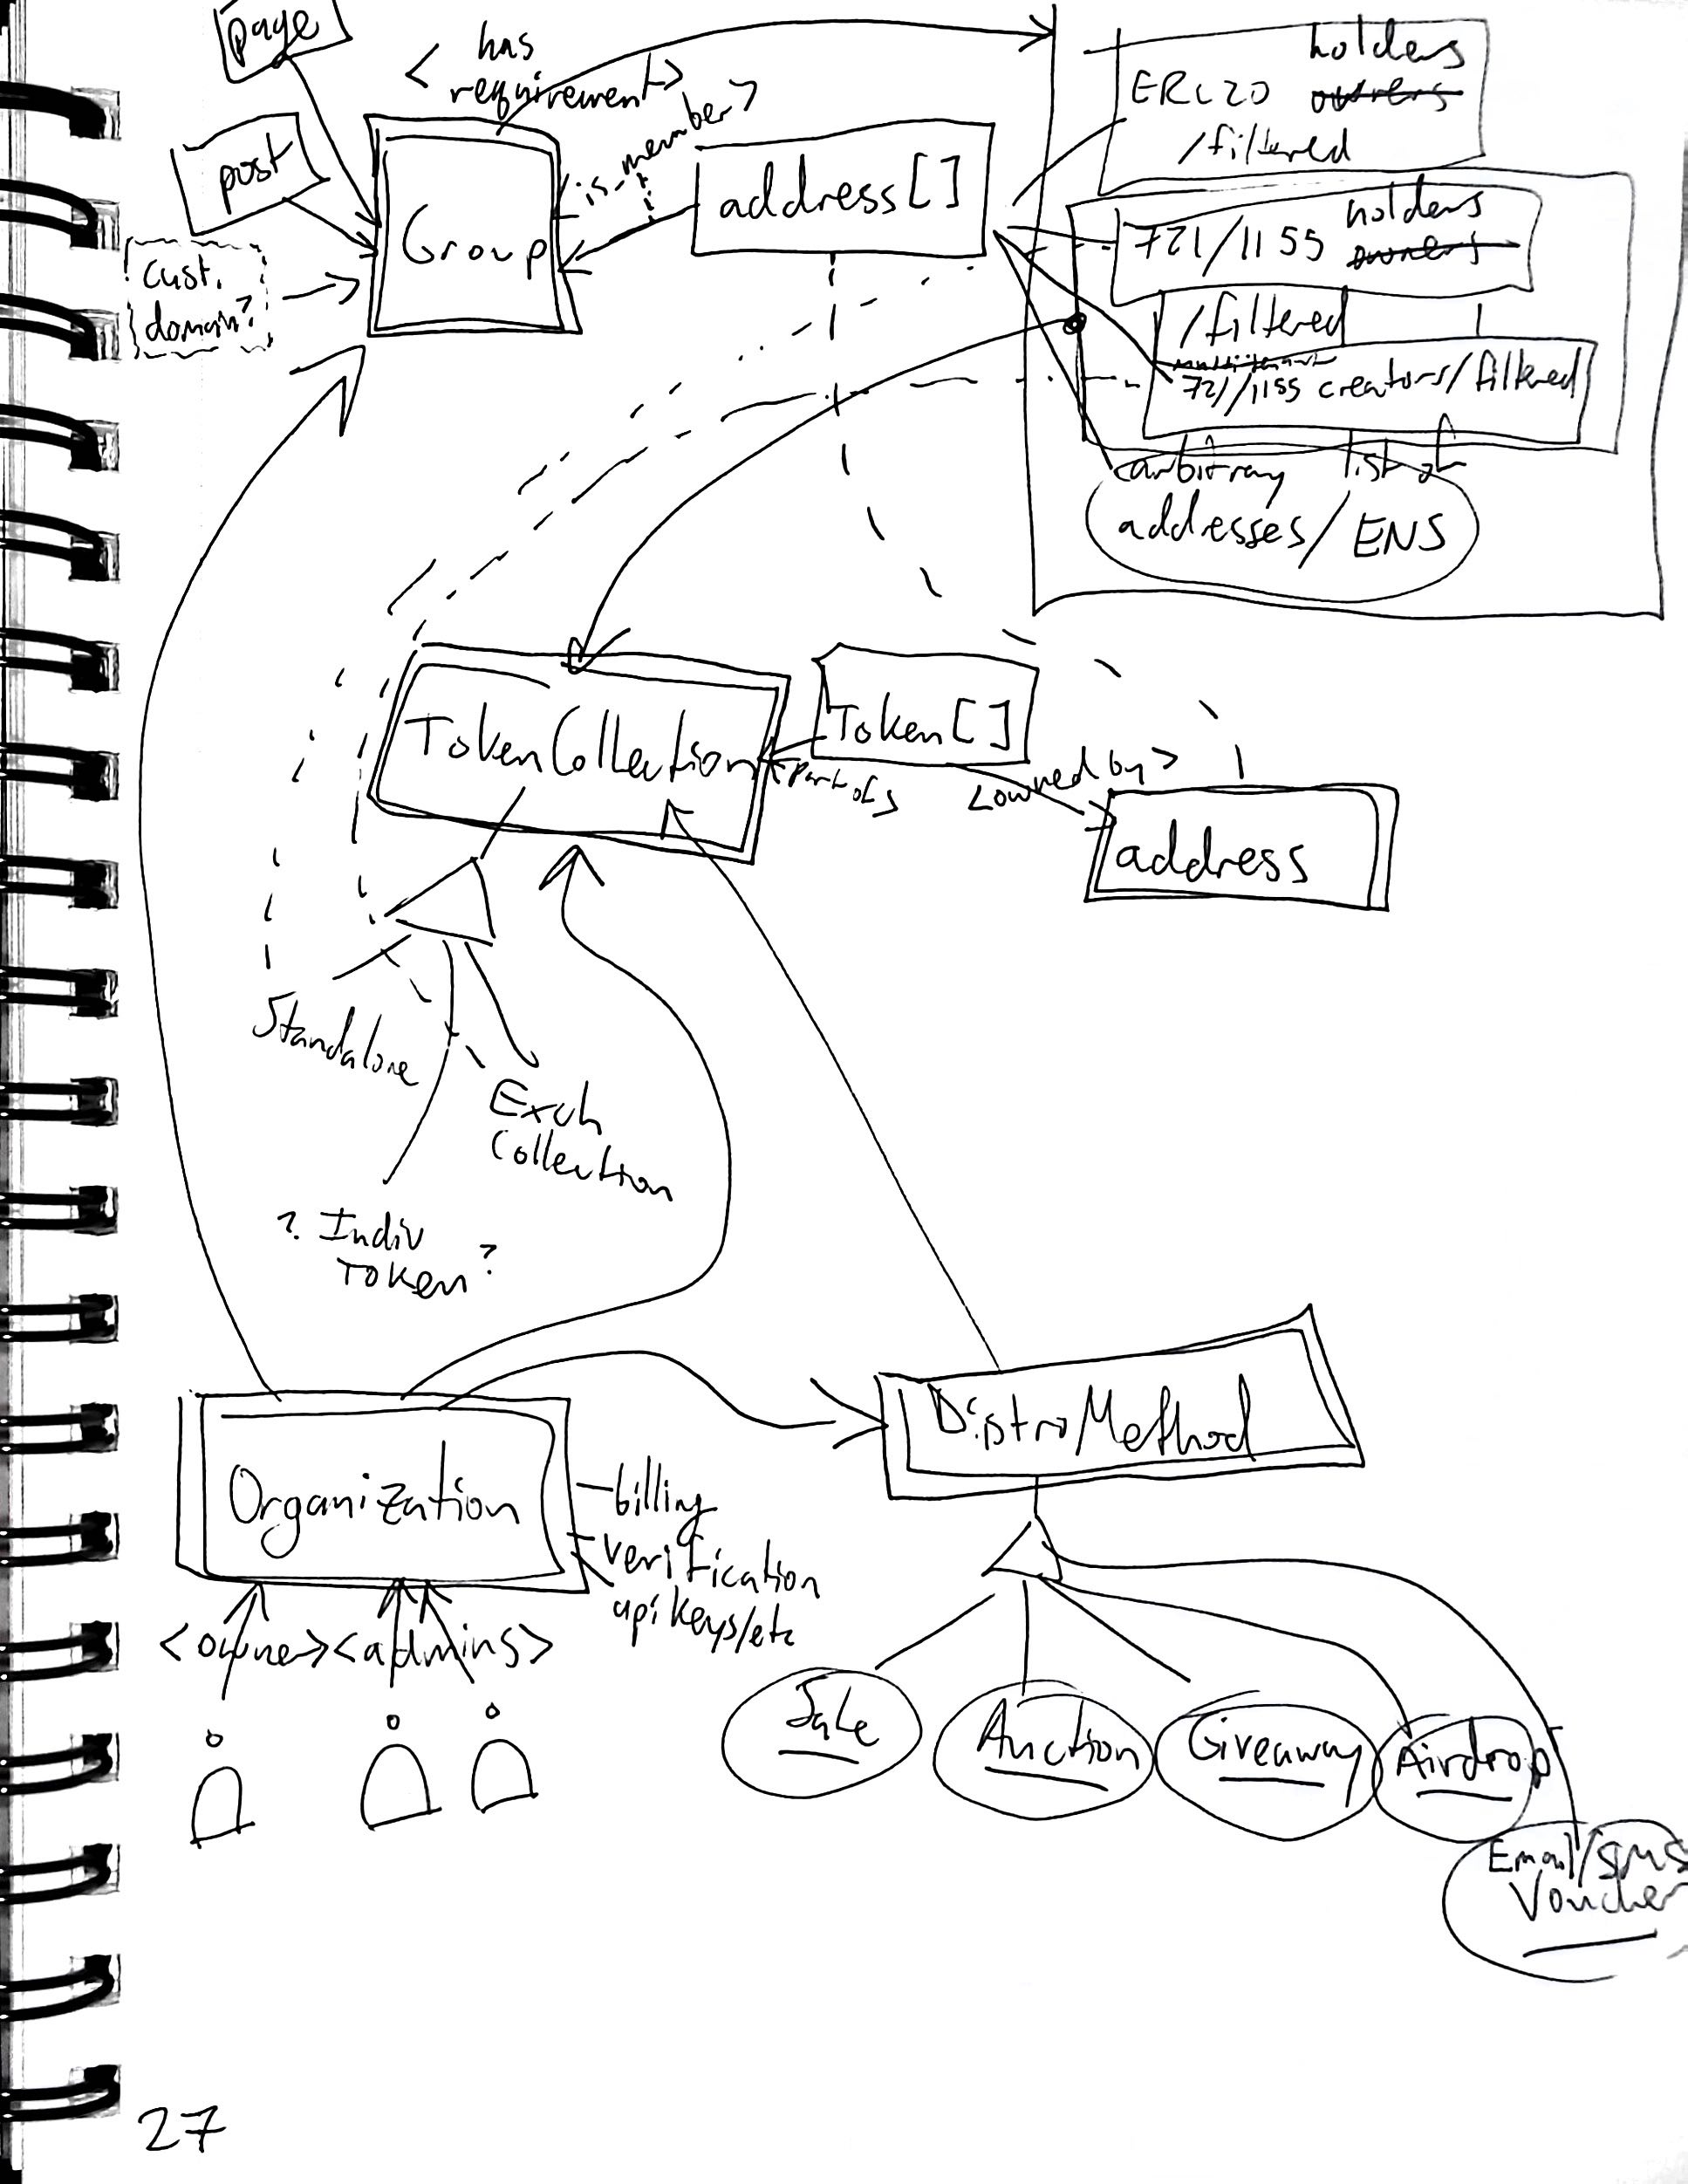 page
< has
requirement>
post
<is-member>
Group
address[]
cust.
domain?
ERC20 holders
owners
/filtered
721/1155 holders
owners
/filtered
721/1155 creators/filtered
arbitrary list of
addresses/ENS
TokenCollection
Token[]
<part of>
<owned by>
address
Standalone
Exch
Collection
? Indiv
Token ?
DistroMethod
Organization
- billing
- verification
api keys/etc
<owner> <admins>
Sale
Auction
Giveaway
Airdrop
Email/SMS
Voucher
27